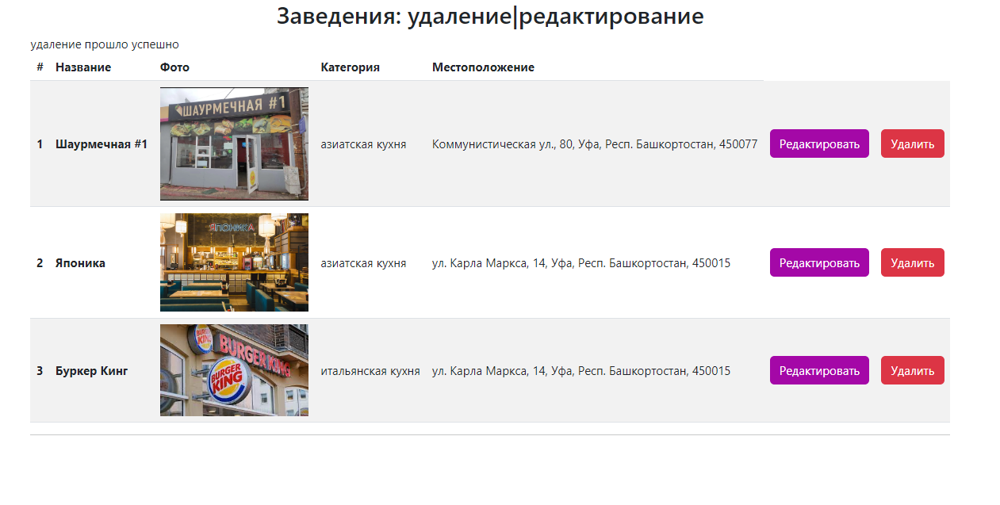 Заведения: удаление|редактирование
удаление прошло успешно
# Название Фото Категория Местоположение
ШАУРМЕЧНАЯ #1
1 Шаурмечная #1 азиатская кухня Коммунистическая ул., 80, Уфа, Респ. Башкортостан, 450077 Редактировать Удалить
ЯПОНИКА
2 Японика азиатская кухня ул. Карла Маркса, 14, Уфа, Респ. Башкортостан, 450015 Редактировать Удалить
BURGER KING
BURGER KING
BURGER KING
3 Буркер Кинг итальянская кухня ул. Карла Маркса, 14, Уфа, Респ. Башкортостан, 450015 Редактировать Удалить